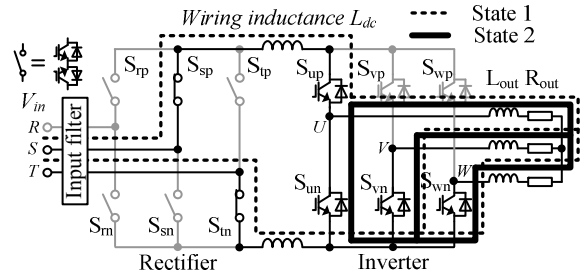 Wiring inductance Ldc
State 1
State 2
=
Srp
Ssp
Stp
Sup
Svp
Swp
Lout Rout
Vin
R
S
T
Input filter
U
V
W
Srn
Ssn
Stn
Sun
Svn
Swn
Rectifier
Inverter